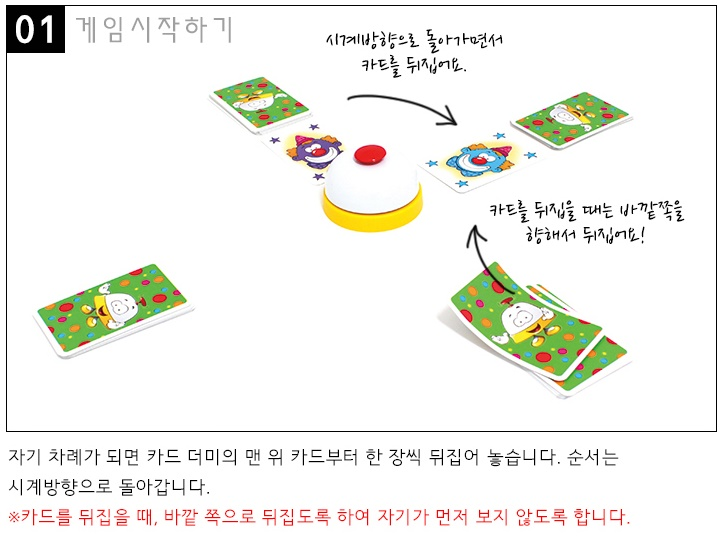 01 게임시작하기
시계방향으로 돌아가면서
카드를 뒤집어요.
카드를 뒤집을 때는 바깥쪽을
향해서 뒤집어요!
자기 차례가 되면 카드 더미의 맨 위 카드부터 한 장씩 뒤집어 놓습니다. 순서는
시계방향으로 돌아갑니다.
※카드를 뒤집을 때, 바깥 쪽으로 뒤집도록 하여 자기가 먼저 보지 않도록 합니다.